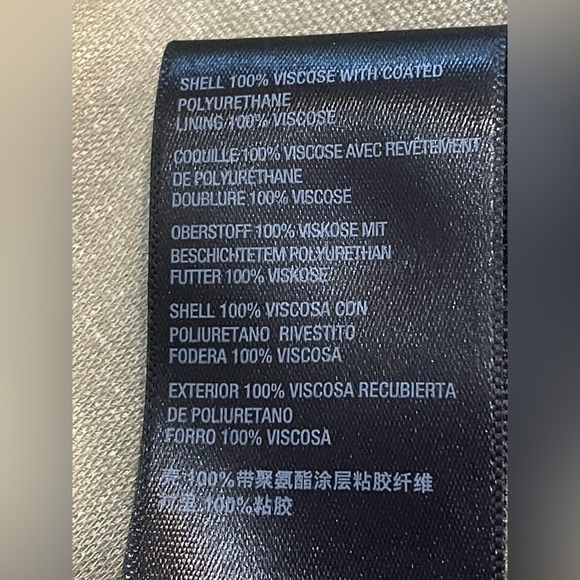 SHELL 100% VISCOSE WITH COATED
POLYURETHANE
LINING 100% VISCOSE
COQUILLE 100% VISCOSE AVEC REVÊTEMENT
DE POLYURETHANE
DOUBLURE 100% VISCOSE
OBERSTOFF 100% VISKOSE MIT
BESCHICHTETEM POLYURETHAN
FUTTER 100% VISKOSE
SHELL 100% VISCOSA CON
POLIURETANO RIVESTITO
FODERA 100% VISCOSA
EXTERIOR 100% VISCOSA RECUBIERTA
DE POLIURETANO
FORRO 100% VISCOSA
壳 100%带聚氨酯涂层粘胶纤维
衬里 100%粘胶